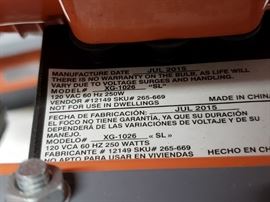 MANUFACTURE DATE JUL 2015
THERE IS NO WARRANTY ON THE BULB, AS LIFE WILL
VARY DUE TO VOLTAGE SURGES AND HANDLING.
MODEL# XG-1026 "SL"
120 VAC 60 HZ 250W
VENDOR #12149 SKU# 265-669
NOT FOR USE IN DWELLINGS MADE IN CHINA
FECHA DE FABRICACIÓN: JUL 2015
EL FOCO NO TIENE GARANTÍA, YA QUE SU DURACIÓN
DEPENDERÁ DE LAS VARIACIONES DE VOLTAJE Y DE SU
MANEJO.
MODELO# XG-1026 «SL»
120 VCA 60 HZ 250 WATTS
FABRICANTE #12149 SKU# 265-669
NO APTO PARA USAR EN VIVIENDAS HECHO EN CH